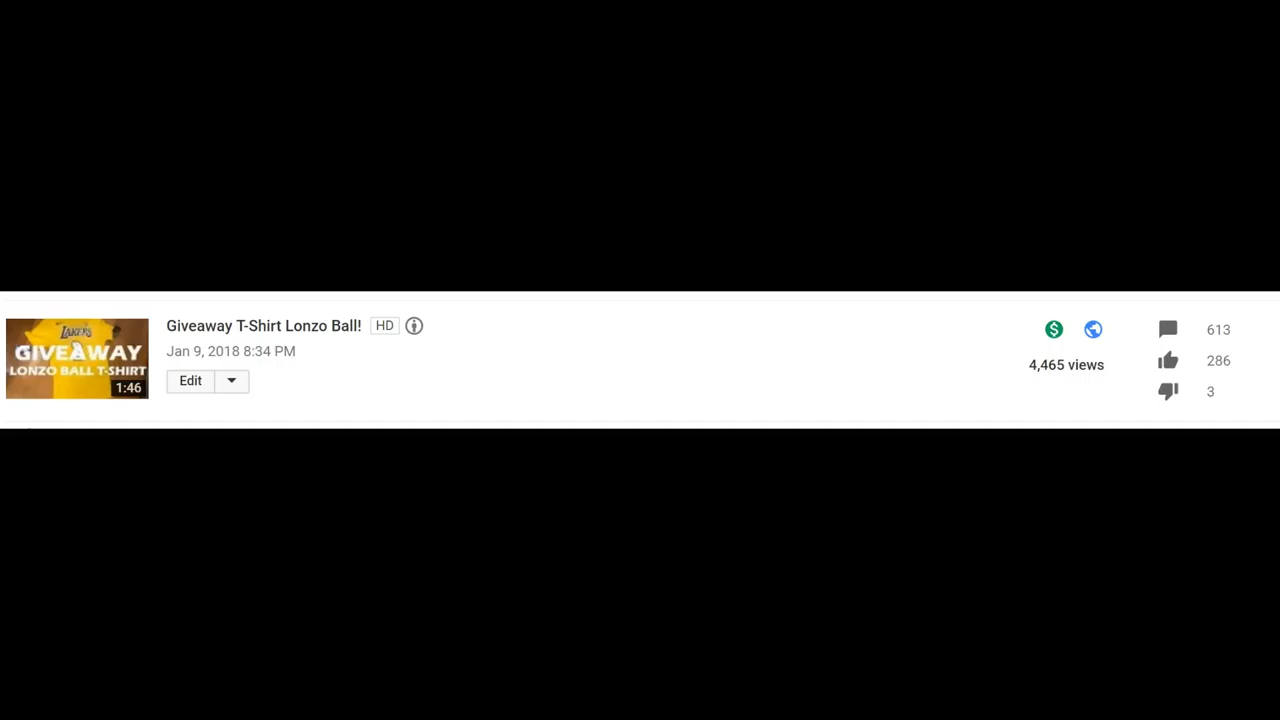 LAKERS
GIVEAWAY
LONZO BALL T-SHIRT
1:46
Giveaway T-Shirt Lonzo Ball! HD
Jan 9, 2018 8:34 PM
Edit
4,465 views
613
286
3